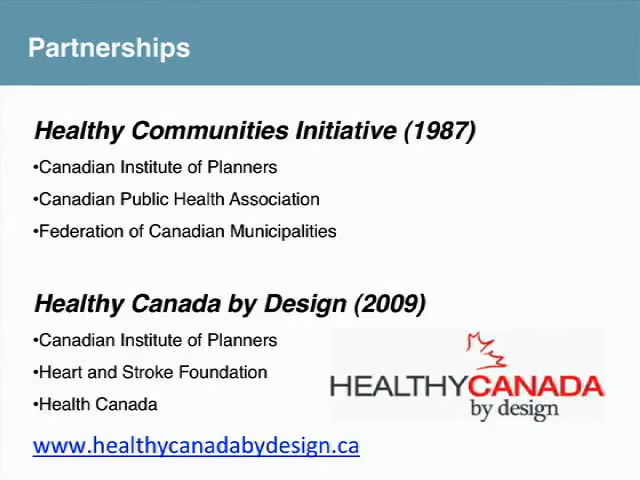 Partnerships
Healthy Communities Initiative (1987)
•Canadian Institute of Planners
•Canadian Public Health Association
•Federation of Canadian Municipalities
Healthy Canada by Design (2009)
•Canadian Institute of Planners
•Heart and Stroke Foundation
•Health Canada
HEALTHYCANADA
by design
www.healthycanadabydesign.ca